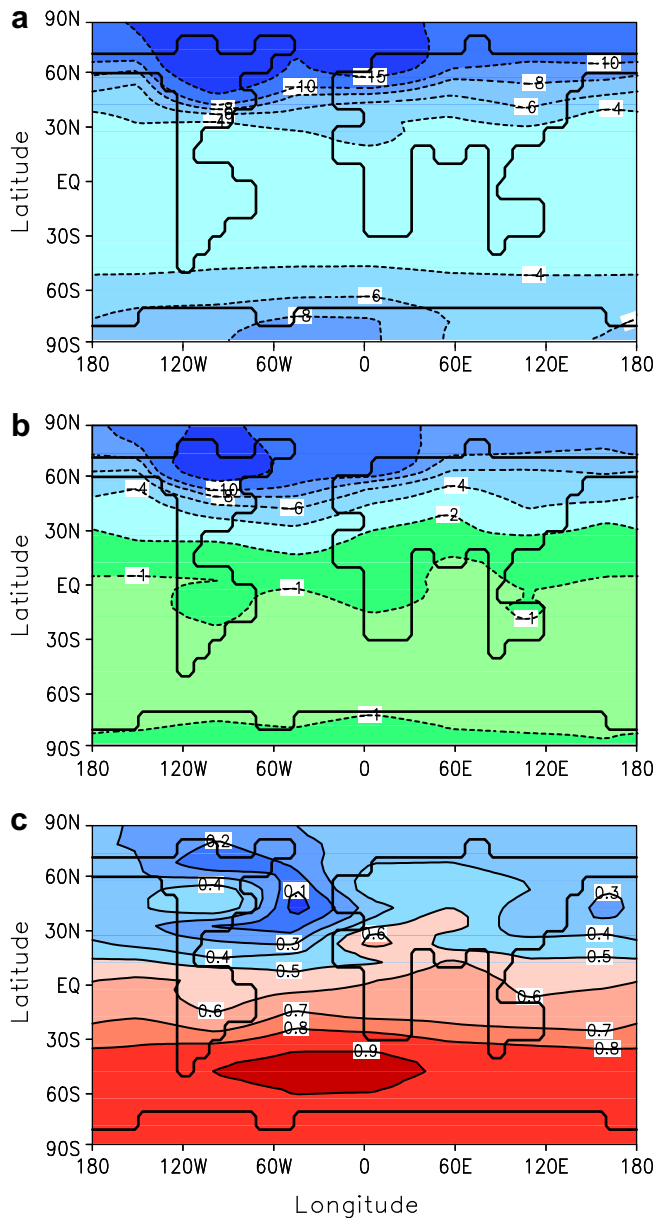 a
90N
60N
30N
EQ
30S
60S
90S
Latitude
-10
-15
-10
-8
-8
-6
-4
-4
-6
-8
180 120W 60W 0 60E 120E 180
b
90N
60N
30N
EQ
30S
60S
90S
Latitude
-4
-10
-8
-6
-4
-2
-1
-1
-1
-1
180 120W 60W 0 60E 120E 180
c
90N
60N
30N
EQ
30S
60S
90S
Latitude
0.2
0.4
0.1
0.3
0.6
0.3
0.4
0.4
0.5
0.5
0.6
0.6
0.7
0.7
0.8
0.8
0.9
180 120W 60W 0 60E 120E 180
Longitude